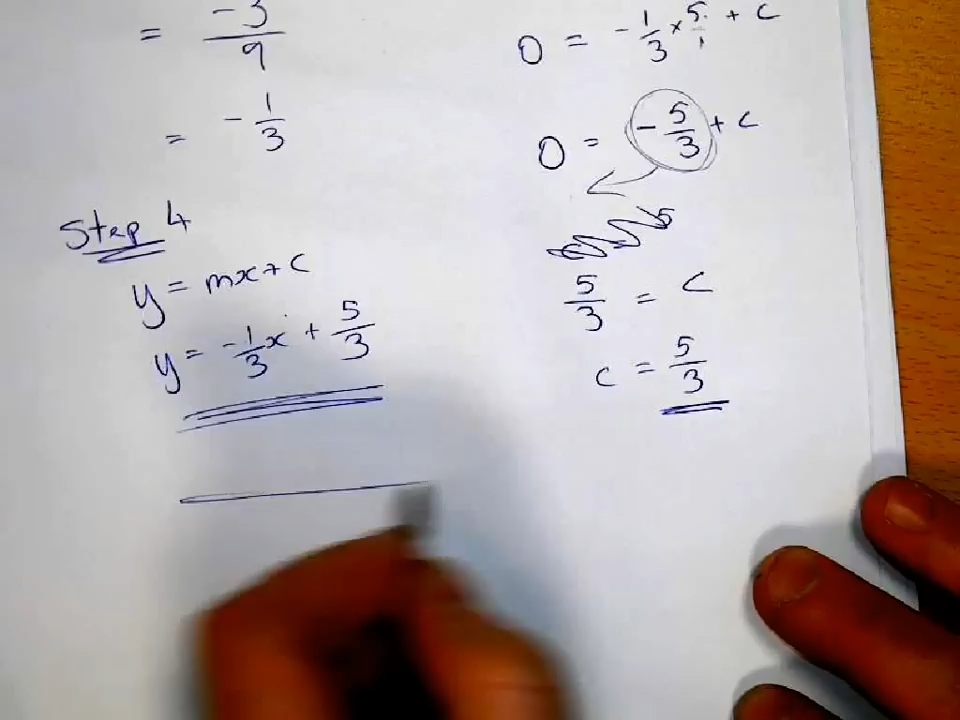 = -3/9
= -1/3
Step 4
y = mx + c
y = -1/3x + 5/3
0 = -1/3 × 5/1 + c
0 = -5/3 + c
5
5/3 = c
c = 5/3